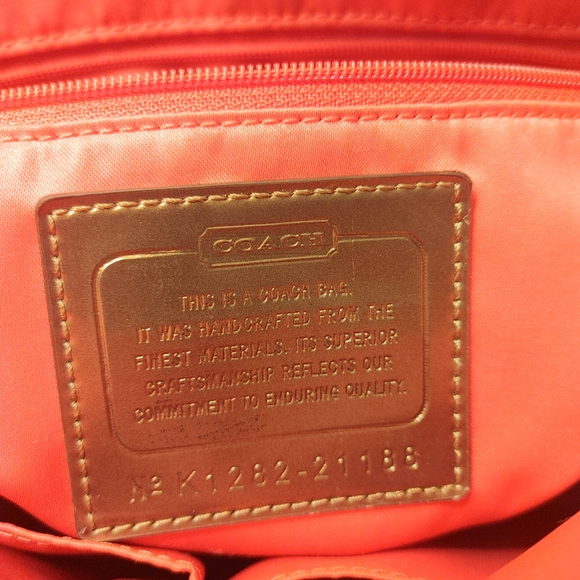 COACH
THIS IS A COACH BAG.
IT WAS HANDCRAFTED FROM THE
FINEST MATERIALS. ITS SUPERIOR
CRAFTSMANSHIP REFLECTS OUR
COMMITMENT TO ENDURING QUALITY.
Nº K1282-21188